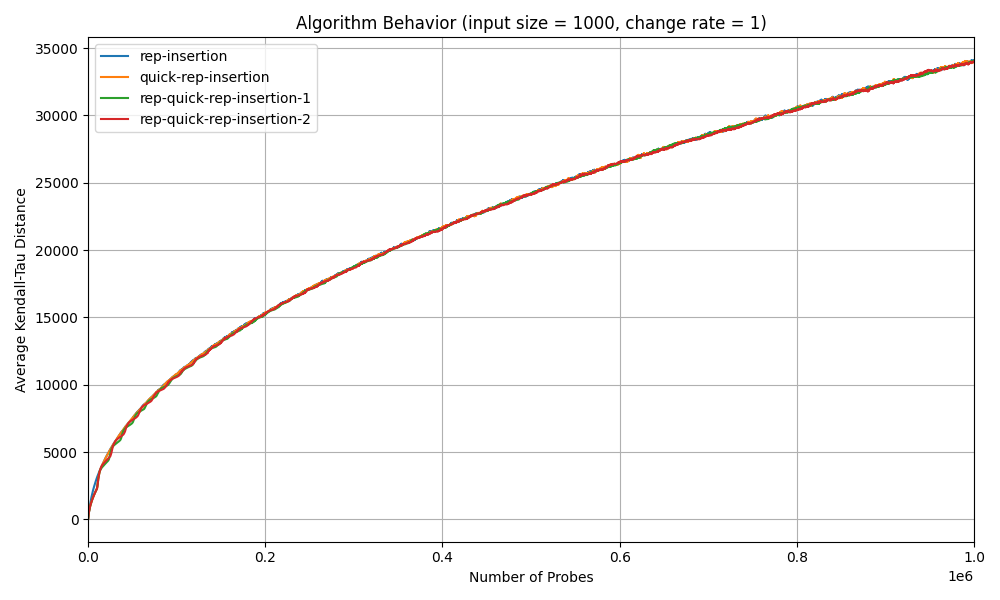 Algorithm Behavior (input size = 1000, change rate = 1)
rep-insertion
quick-rep-insertion
rep-quick-rep-insertion-1
rep-quick-rep-insertion-2
Average Kendall-Tau Distance
35000
30000
25000
20000
15000
10000
5000
0
0.0 0.2 0.4 0.6 0.8 1.0
1e6
Number of Probes